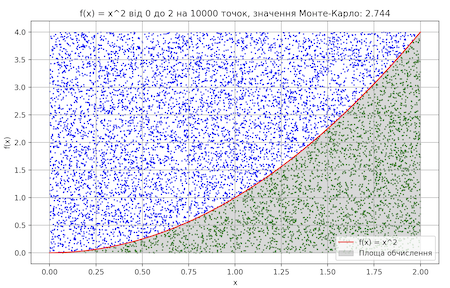 f(x) = x^2 від 0 до 2 на 10000 точок, значення Монте-Карло: 2.744
4.0
3.5
3.0
2.5
2.0
1.5
1.0
0.5
0.0
f(x)
0.00 0.25 0.50 0.75 1.00 1.25 1.50 1.75 2.00
x
f(x) = x^2
Площа обчислення